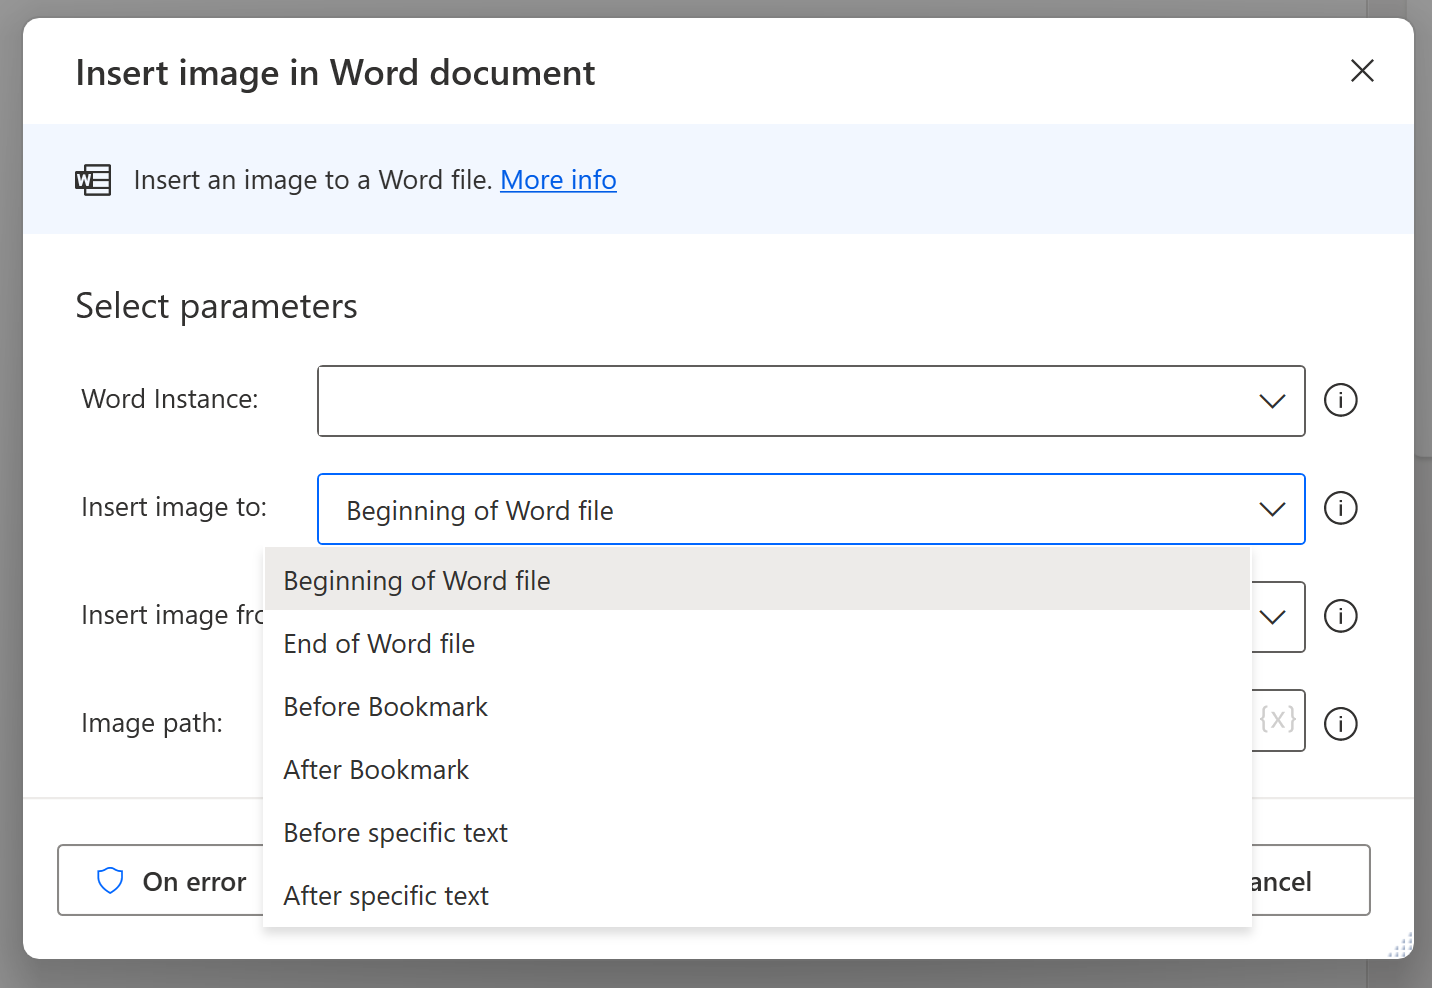 Insert image in Word document
W
Insert an image to a Word file. More info
Select parameters
Word Instance:
i
Insert image to:
Beginning of Word file
i
Beginning of Word file
Insert image
i
End of Word file
Before Bookmark
Image path:
{x}
i
After Bookmark
Before specific text
On error
After specific text
ancel